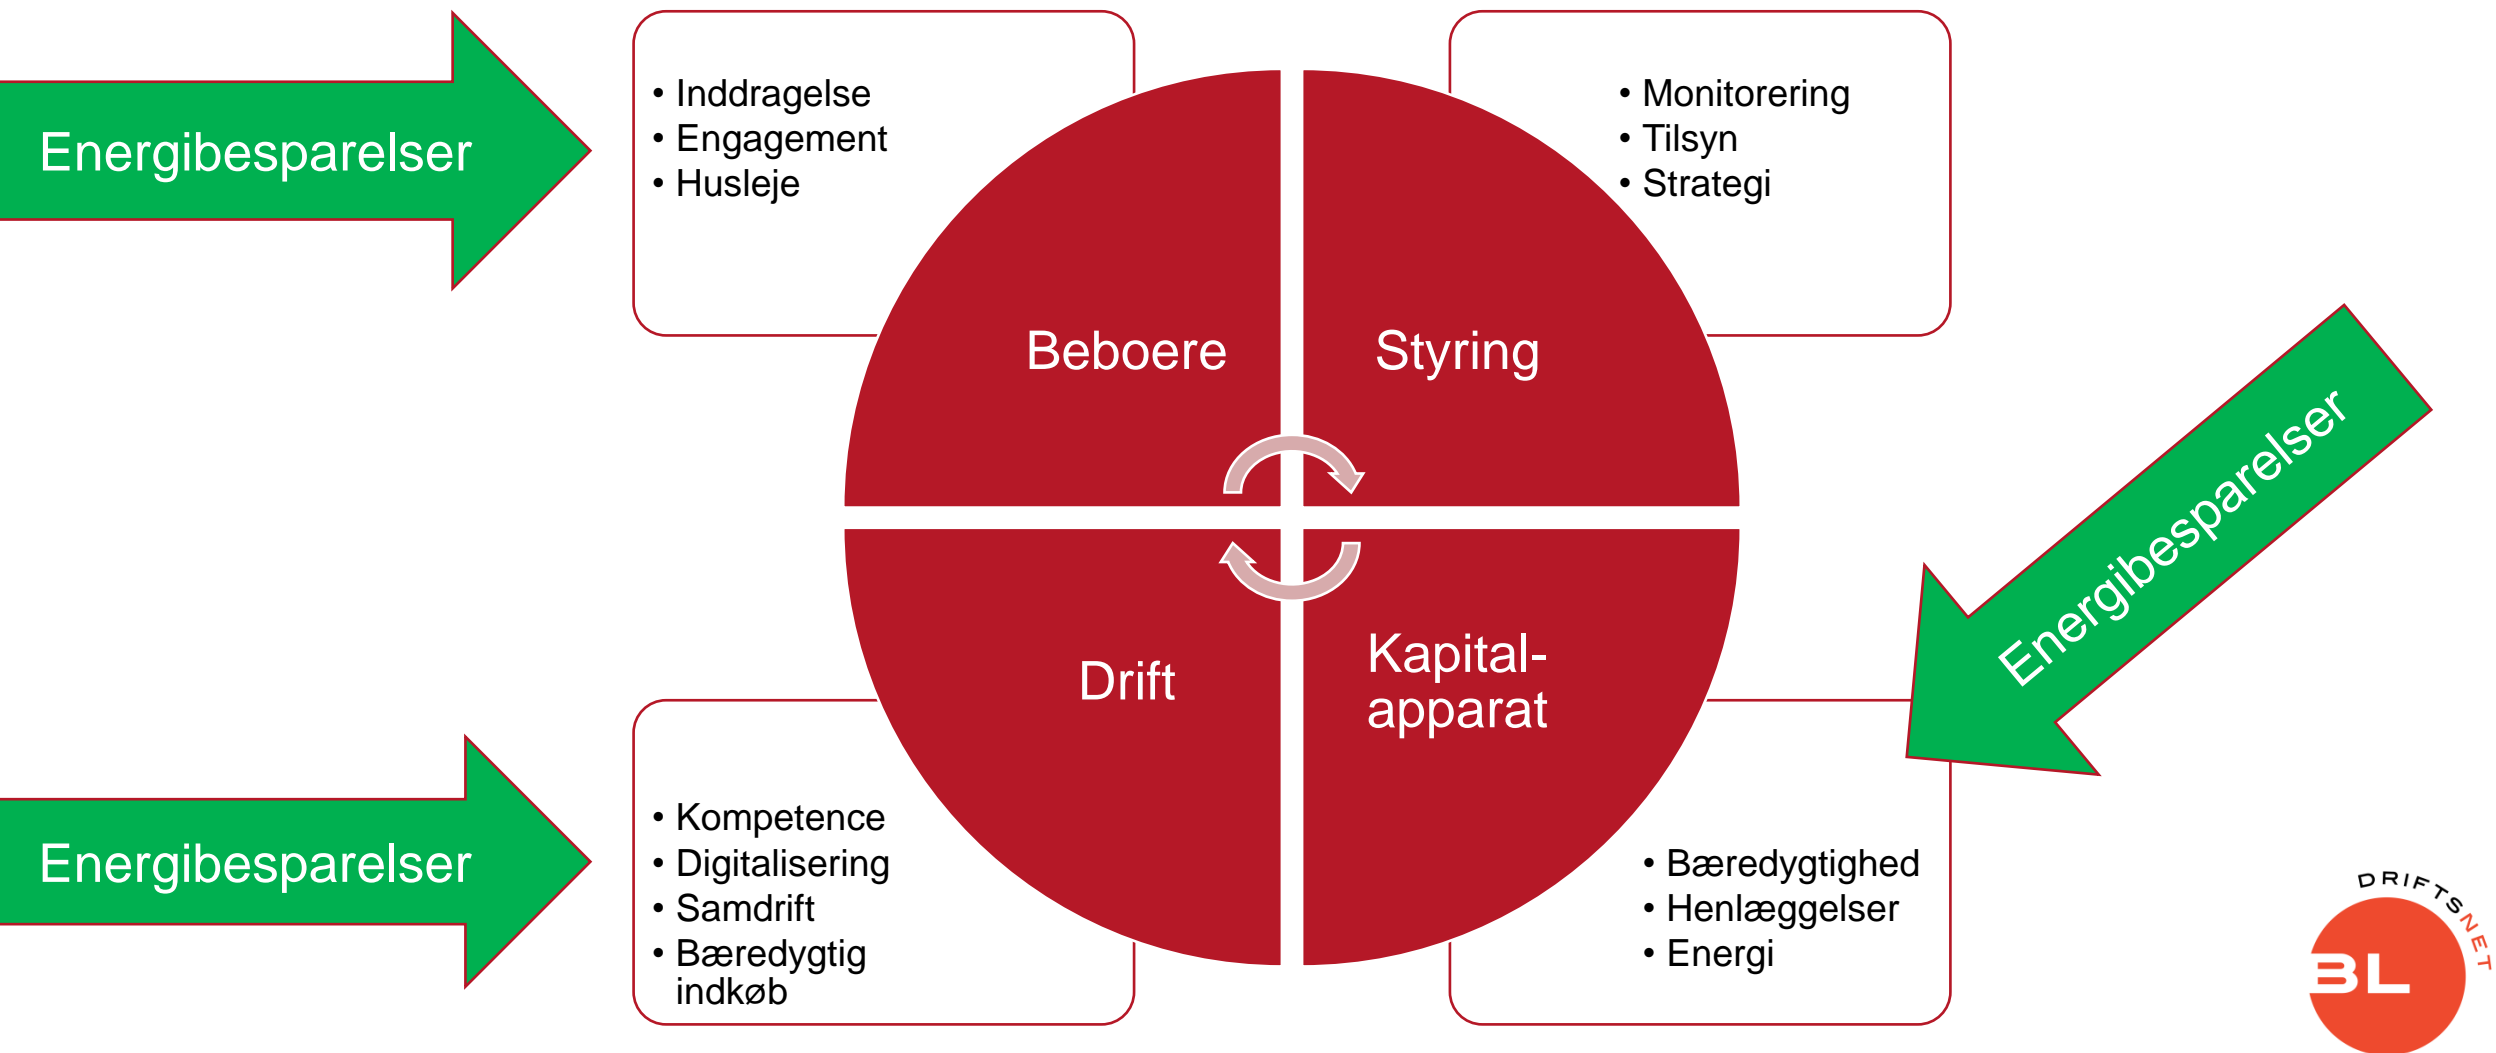 Energibesparelser
• Inddragelse
• Engagement
• Husleje
• Monitorering
• Tilsyn
• Strategi
Beboere
Styring
Energibesparelser
Drift
Kapital-
apparat
Energibesparelser
• Kompetence
• Digitalisering
• Samdrift
• Bæredygtig
indkøb
• Bæredygtighed
• Henlæggelser
• Energi
DRIFTSNET
BL